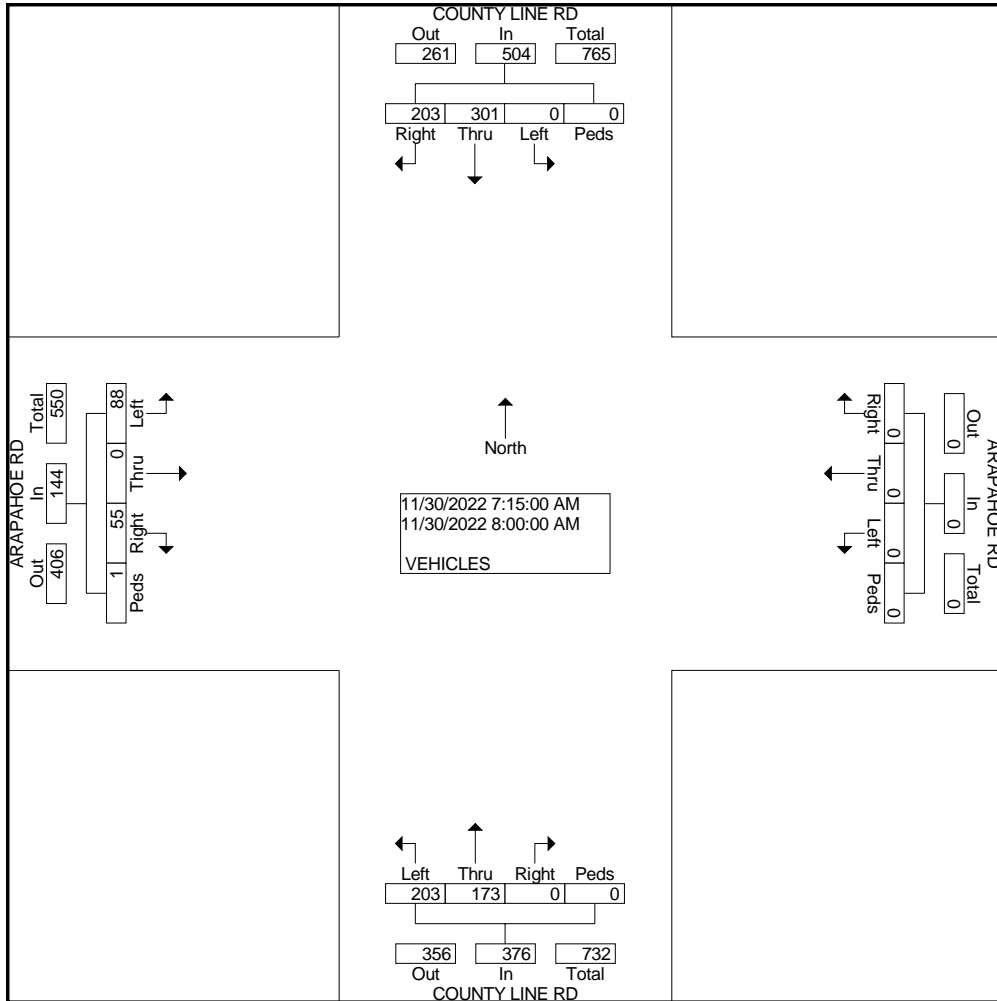 COUNTY LINE RD
Out In Total
261 504 765
203 301 0 0
Right Thru Left Peds
ARAPAHOE RD
Total In Out
550 144 406
88 0 55 1
Left Thru Right Peds
North
11/30/2022 7:15:00 AM
11/30/2022 8:00:00 AM
VEHICLES
Right Thru Left Peds
0 0 0 0
Out In Total
0 0 0
ARAPAHOE RD
Left Thru Right Peds
203 173 0 0
356 376 732
Out In Total
COUNTY LINE RD